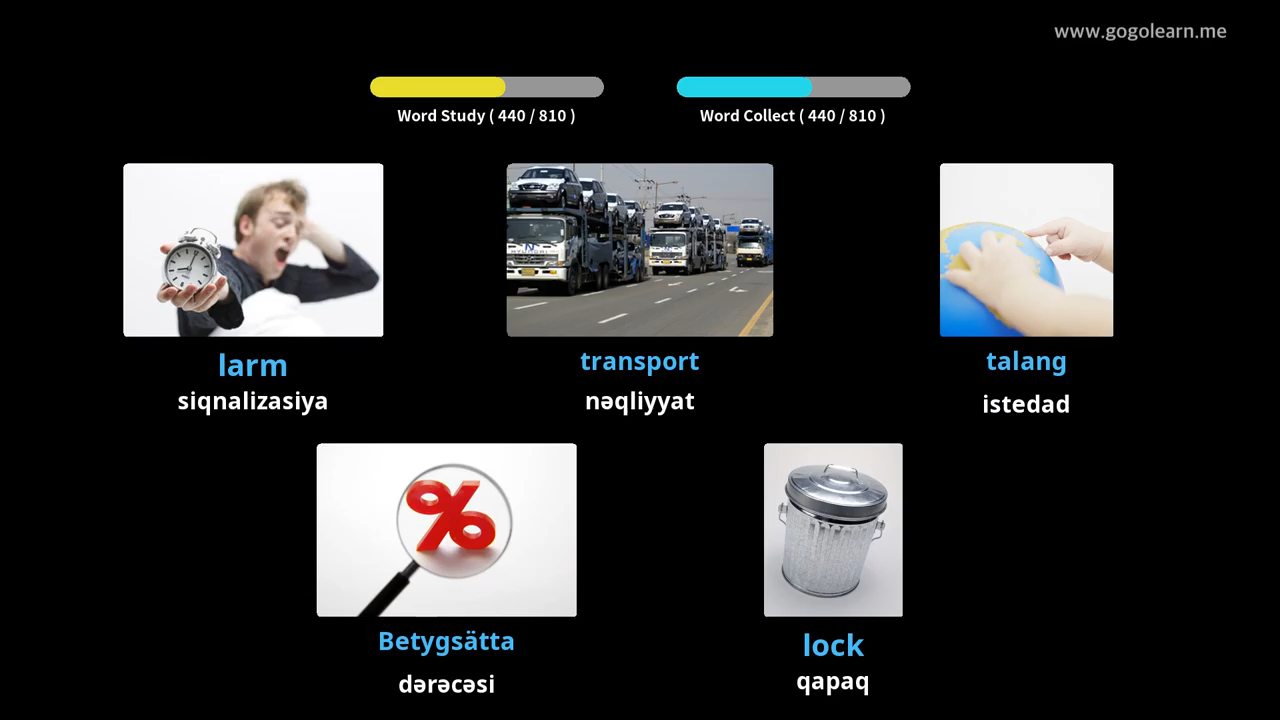 www.gogolearn.me
Word Study ( 440 / 810 )
Word Collect ( 440 / 810 )
larm
siqnalizasiya
transport
nəqliyyat
talang
istedad
Betygsätta
dərəcəsi
lock
qapaq